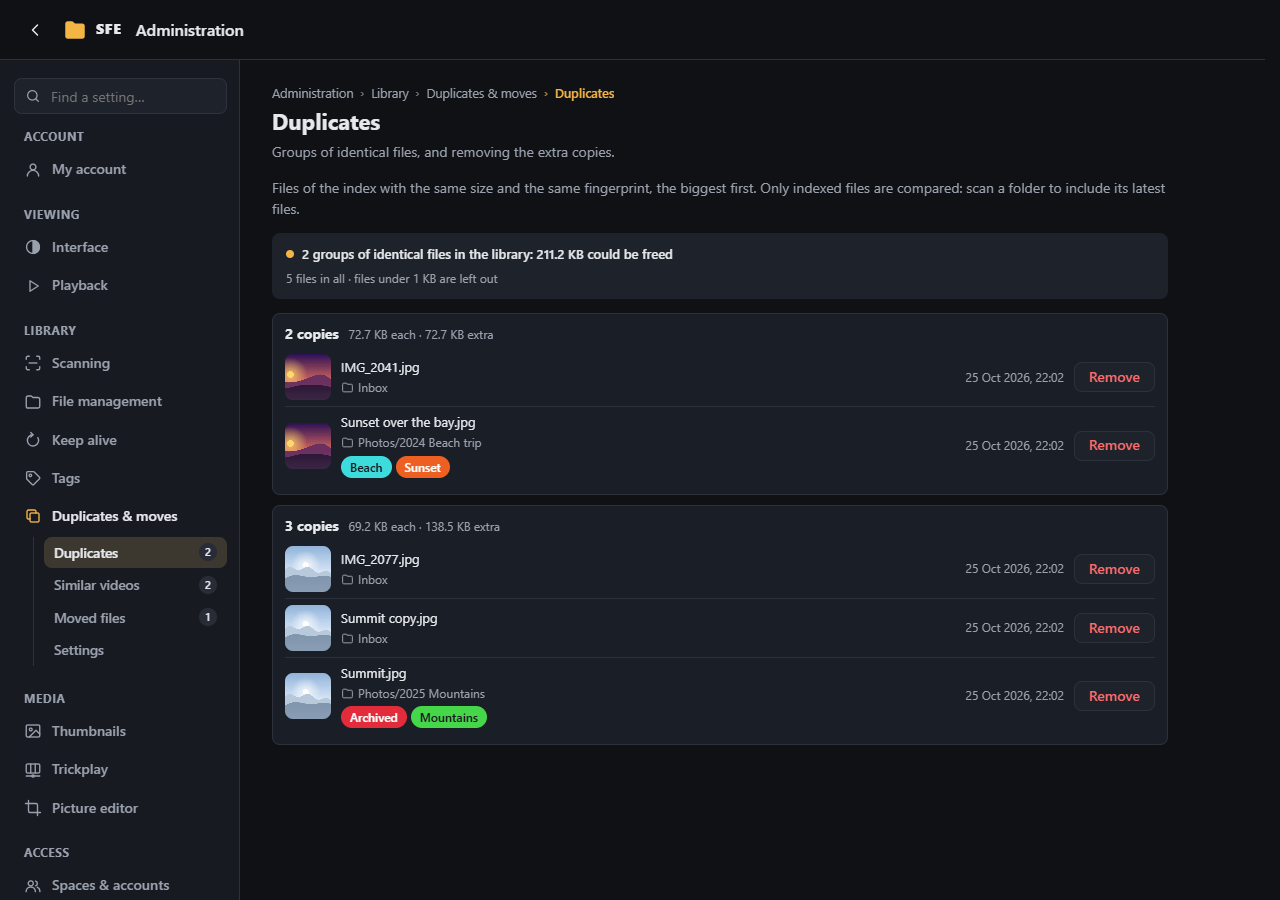 SFE Administration
Find a setting...
ACCOUNT
My account
VIEWING
Interface
Playback
LIBRARY
Scanning
File management
Keep alive
Tags
Duplicates & moves
Duplicates 2
Similar videos 2
Moved files 1
Settings
MEDIA
Thumbnails
Trickplay
Picture editor
ACCESS
Spaces & accounts
Administration › Library › Duplicates & moves › Duplicates
Duplicates
Groups of identical files, and removing the extra copies.
Files of the index with the same size and the same fingerprint, the biggest first. Only indexed files are compared: scan a folder to include its latest
files.
2 groups of identical files in the library: 211.2 KB could be freed
5 files in all · files under 1 KB are left out
2 copies 72.7 KB each · 72.7 KB extra
IMG_2041.jpg
Inbox
25 Oct 2026, 22:02 Remove
Sunset over the bay.jpg
Photos/2024 Beach trip
Beach Sunset
25 Oct 2026, 22:02 Remove
3 copies 69.2 KB each · 138.5 KB extra
IMG_2077.jpg
Inbox
25 Oct 2026, 22:02 Remove
Summit copy.jpg
Inbox
25 Oct 2026, 22:02 Remove
Summit.jpg
Photos/2025 Mountains
Archived Mountains
25 Oct 2026, 22:02 Remove